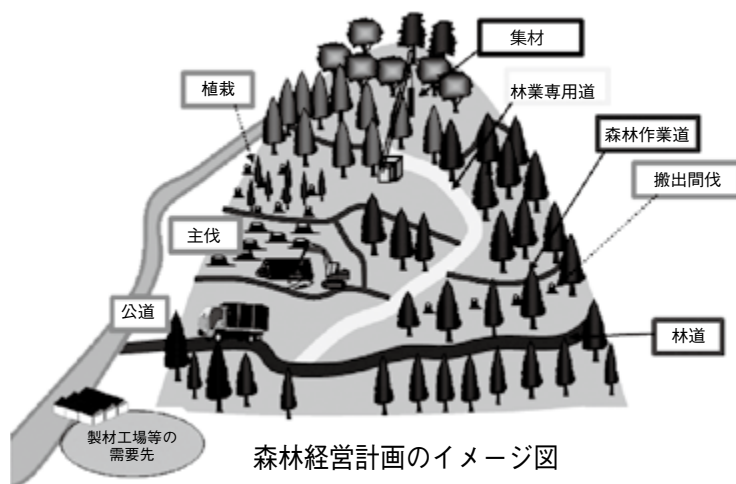 集材
植栽
林業専用道
森林作業道
搬出間伐
主伐
公道
林道
製材工場等の
需要先
森林経営計画のイメージ図